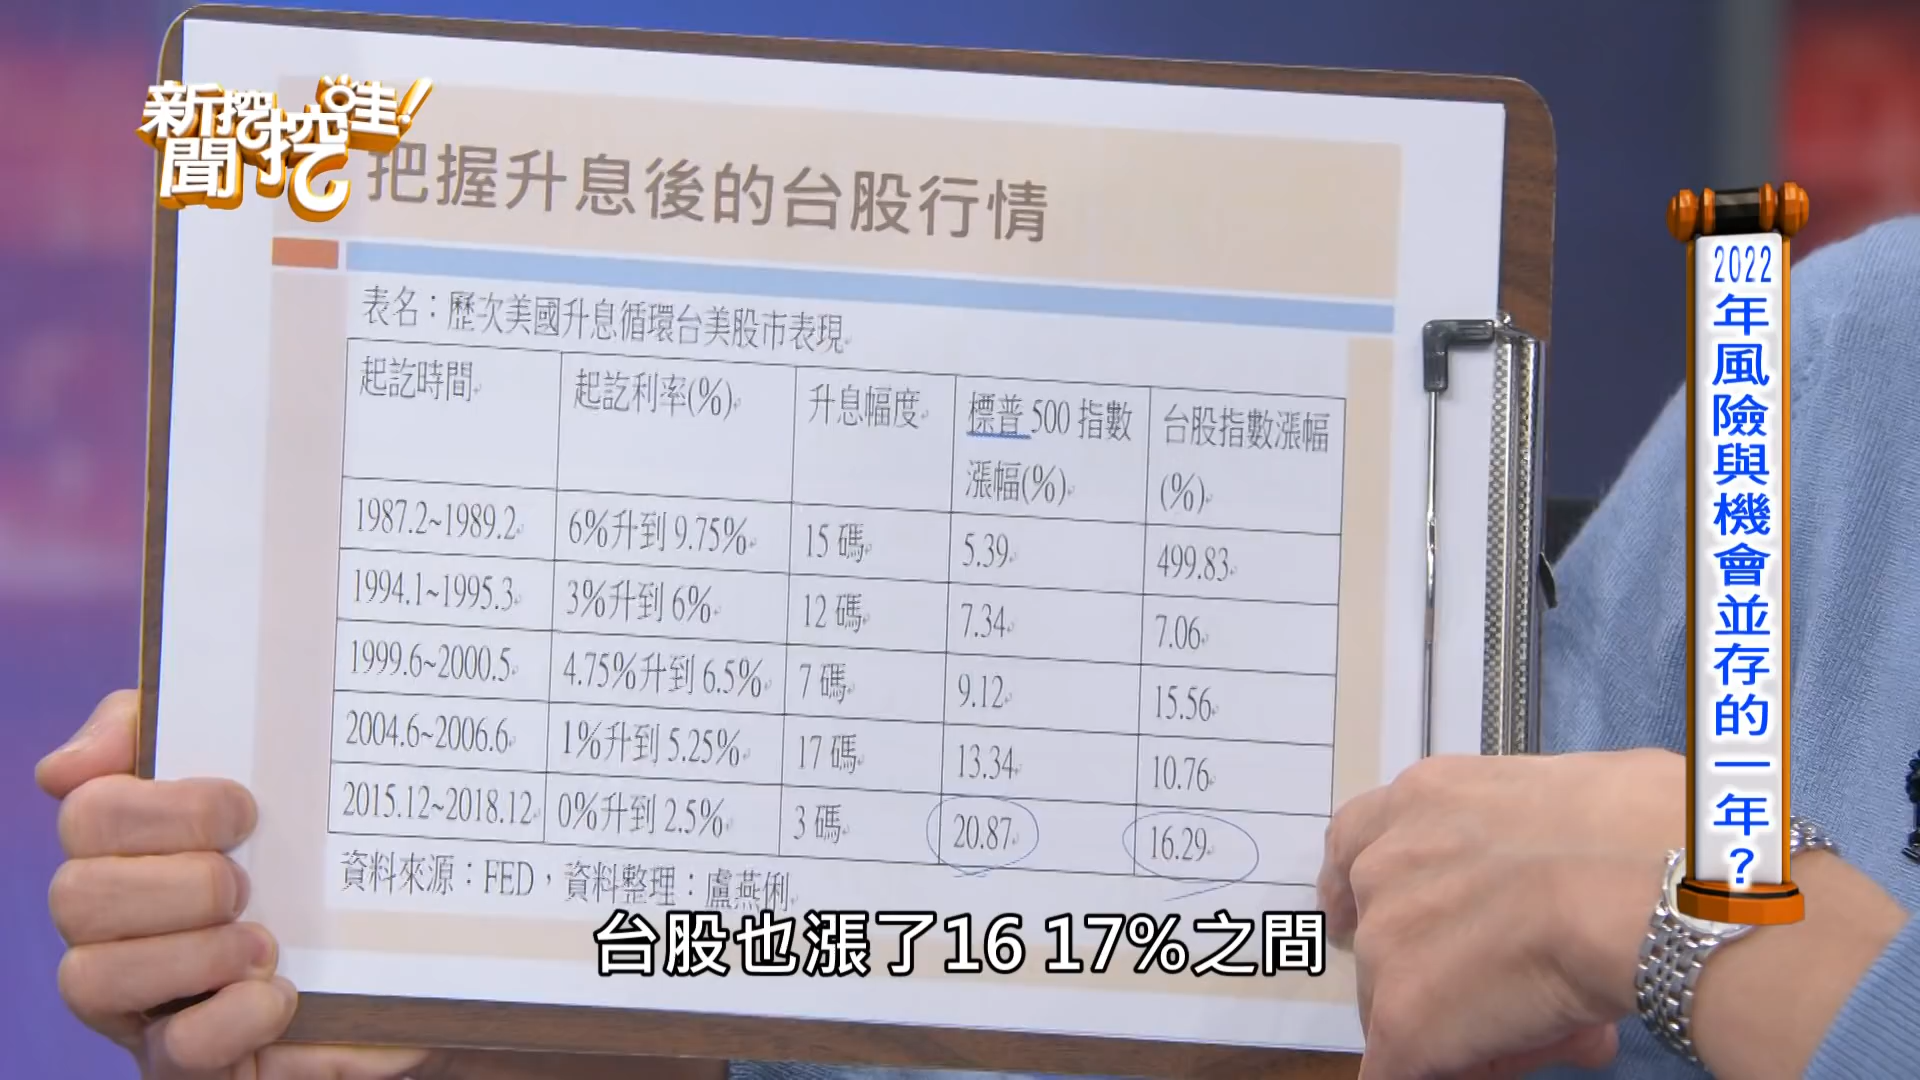 新聞挖挖哇!
把握升息後的台股行情
表名：歷次美國升息循環台美股市表現
起訖時間 起訖利率(%) 升息幅度 標普500指數漲幅(%) 台股指數漲幅(%)
1987.2~1989.2 6%升到9.75% 15碼 5.39 499.83
1994.1~1995.3 3%升到6% 12碼 7.34 7.06
1999.6~2000.5 4.75%升到6.5% 7碼 9.12 15.56
2004.6~2006.6 1%升到5.25% 17碼 13.34 10.76
2015.12~2018.12 0%升到2.5% 3碼 20.87 16.29
資料來源：FED，資料整理：盧燕俐
台股也漲了16 17%之間
2022年風險與機會並存的一年？